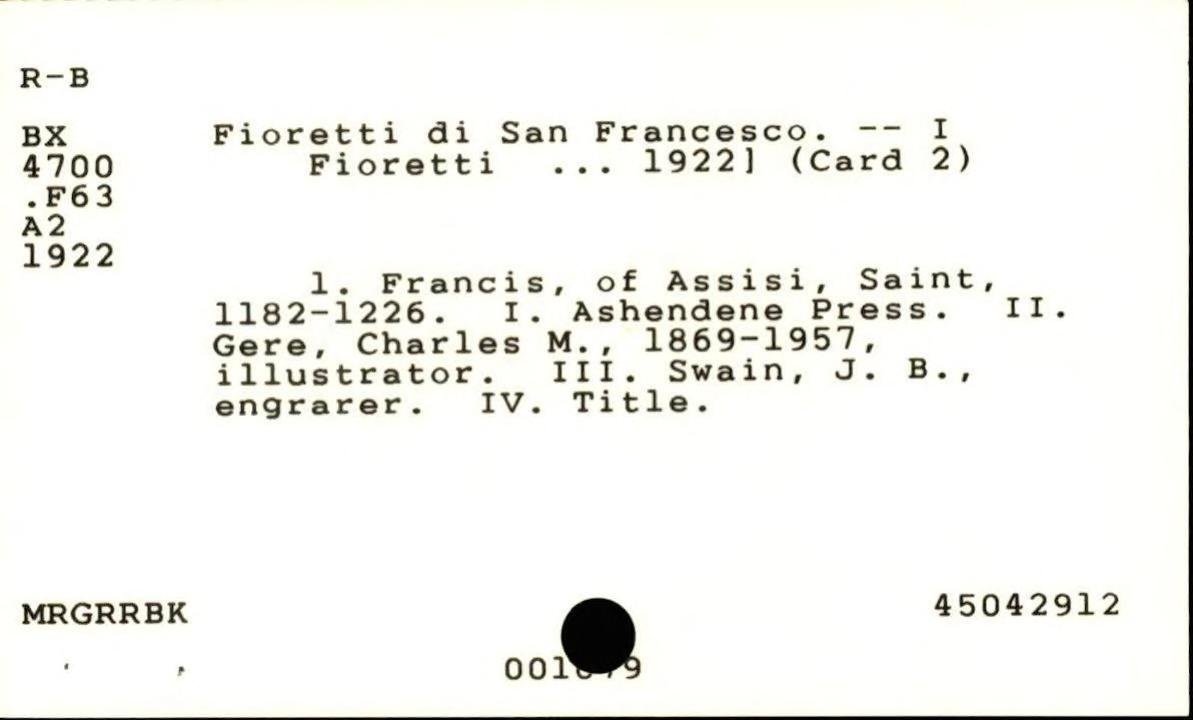 R-B
BX Fioretti di San Francesco. -- I
4700 Fioretti ... 1922] (Card 2)
.F63
A2
1922
1. Francis, of Assisi, Saint,
1182-1226. I. Ashendene Press. II.
Gere, Charles M., 1869-1957,
illustrator. III. Swain, J. B.,
engrarer. IV. Title.
MRGRRBK 45042912